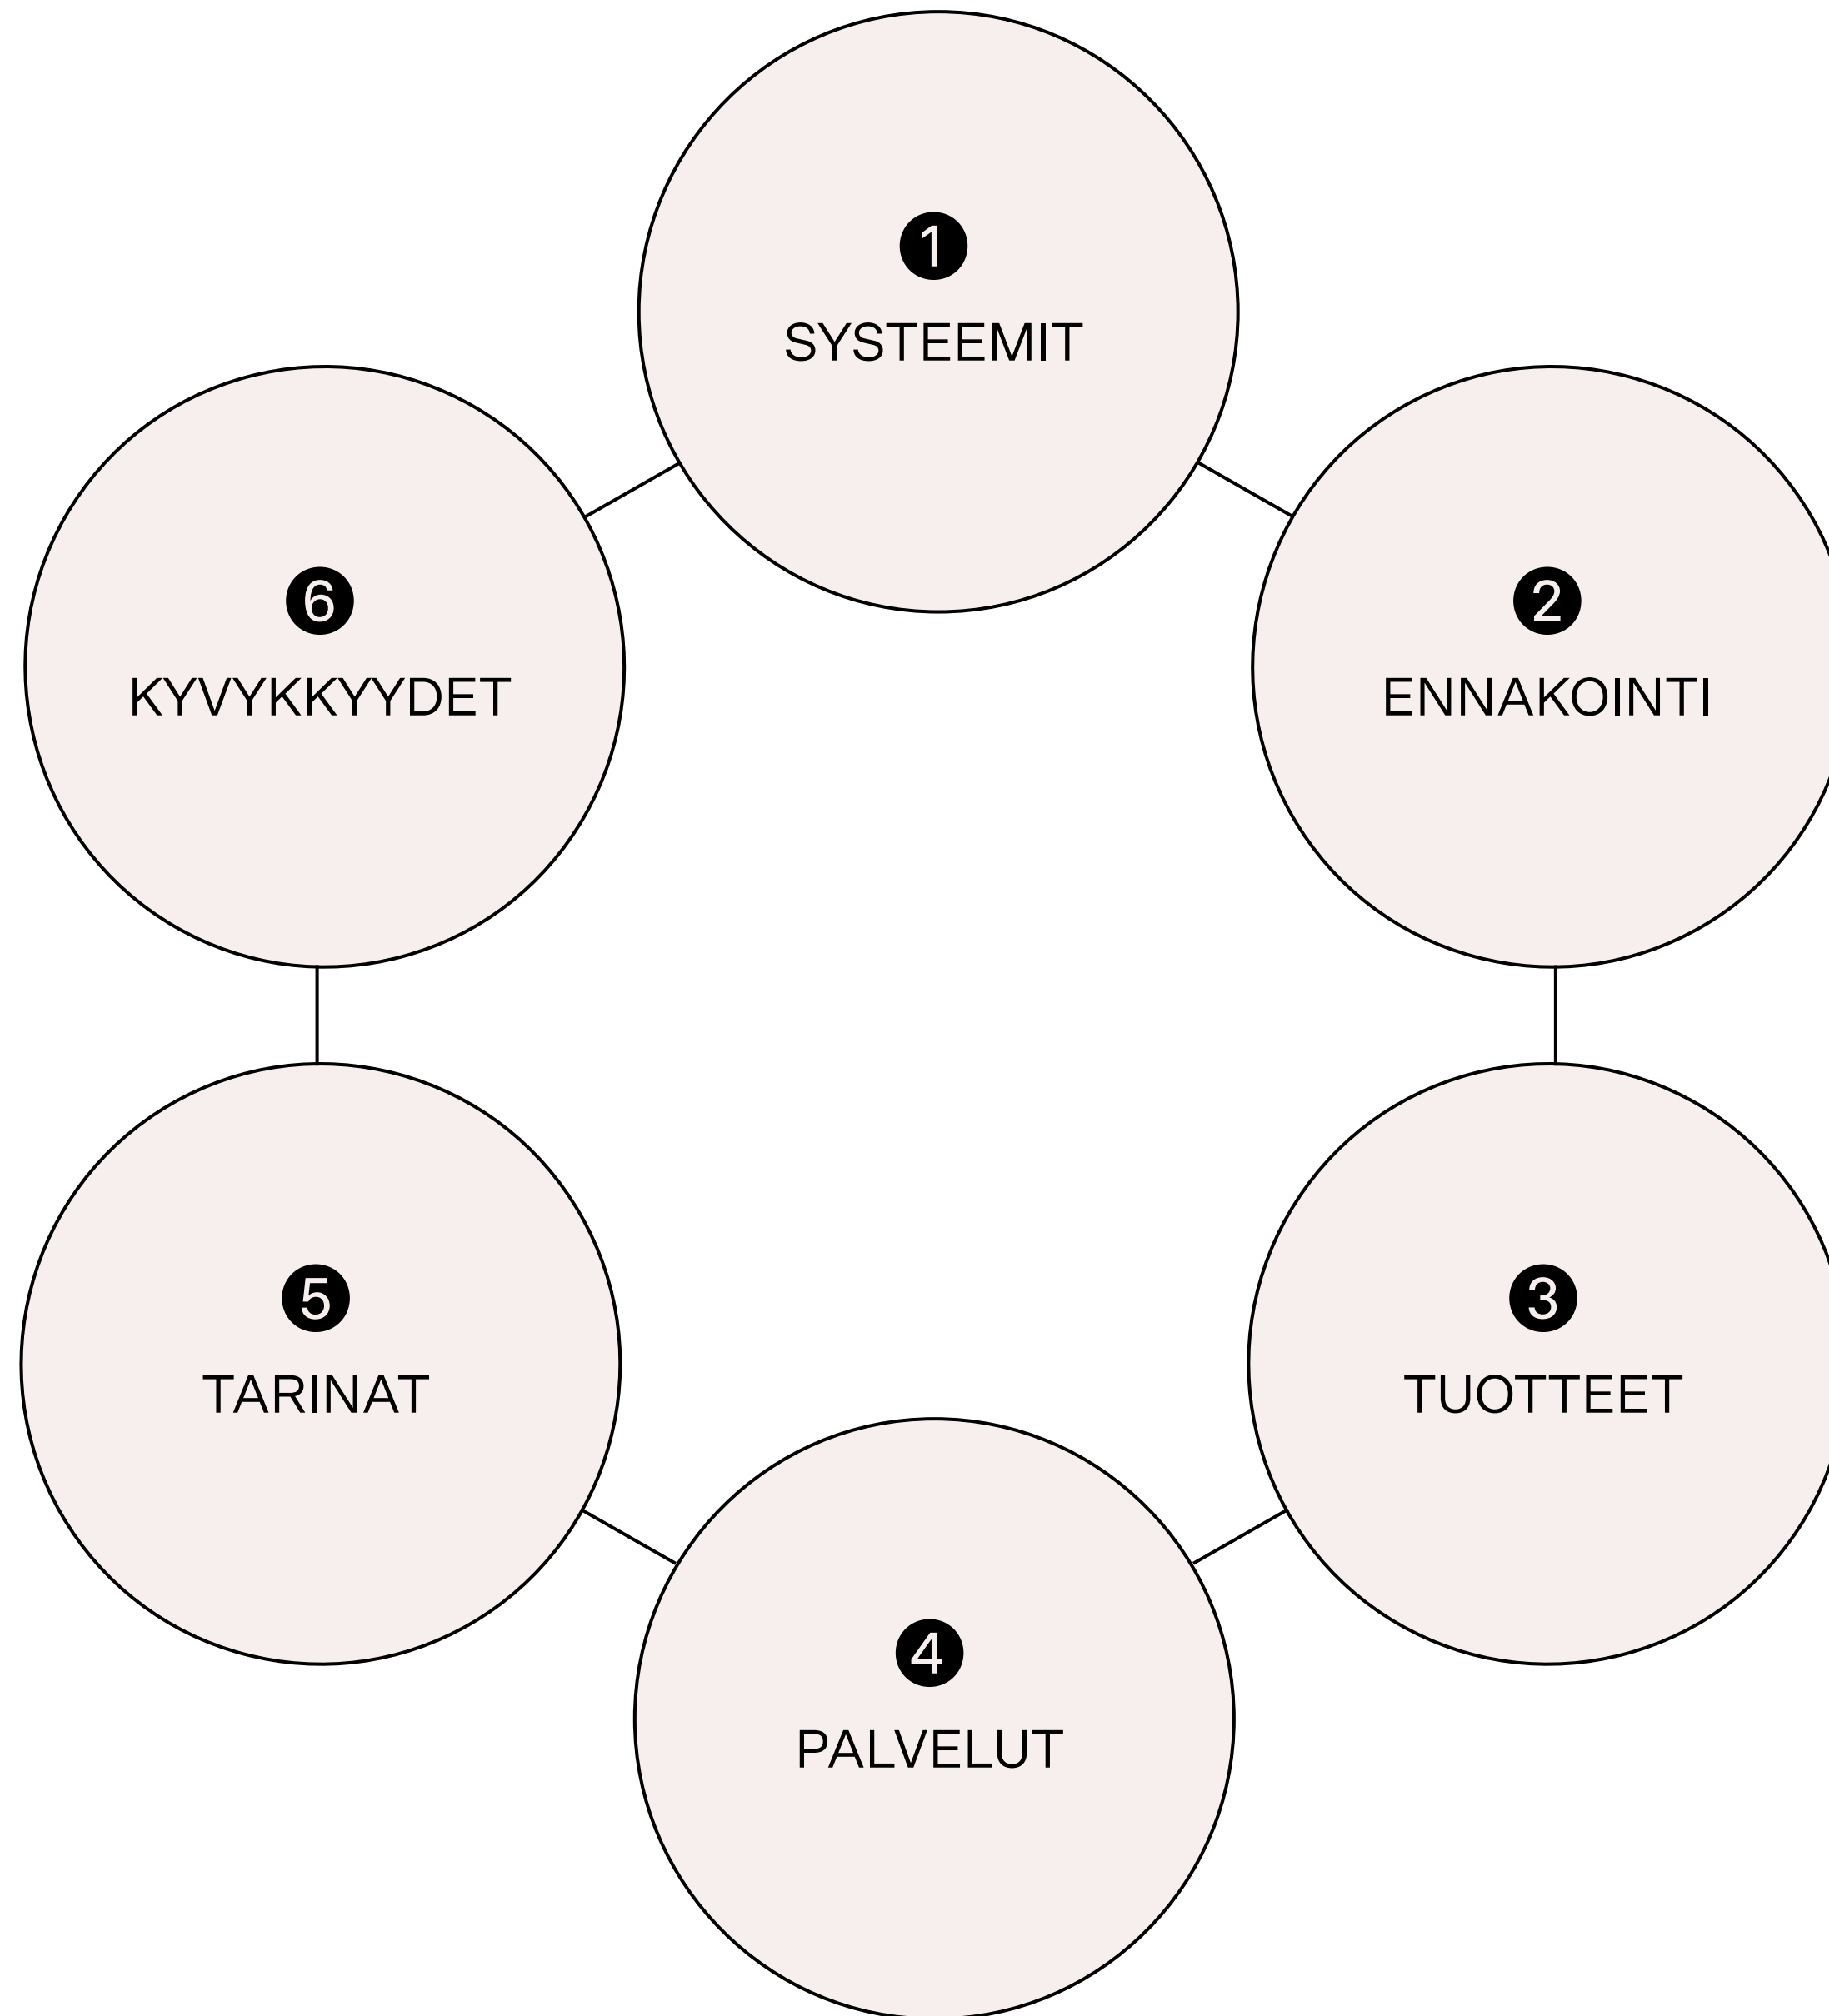 1
SYSTEEMIT
2
ENNAKOINTI
3
TUOTTEET
4
PALVELUT
5
TARINAT
6
KYVYKKYYDET